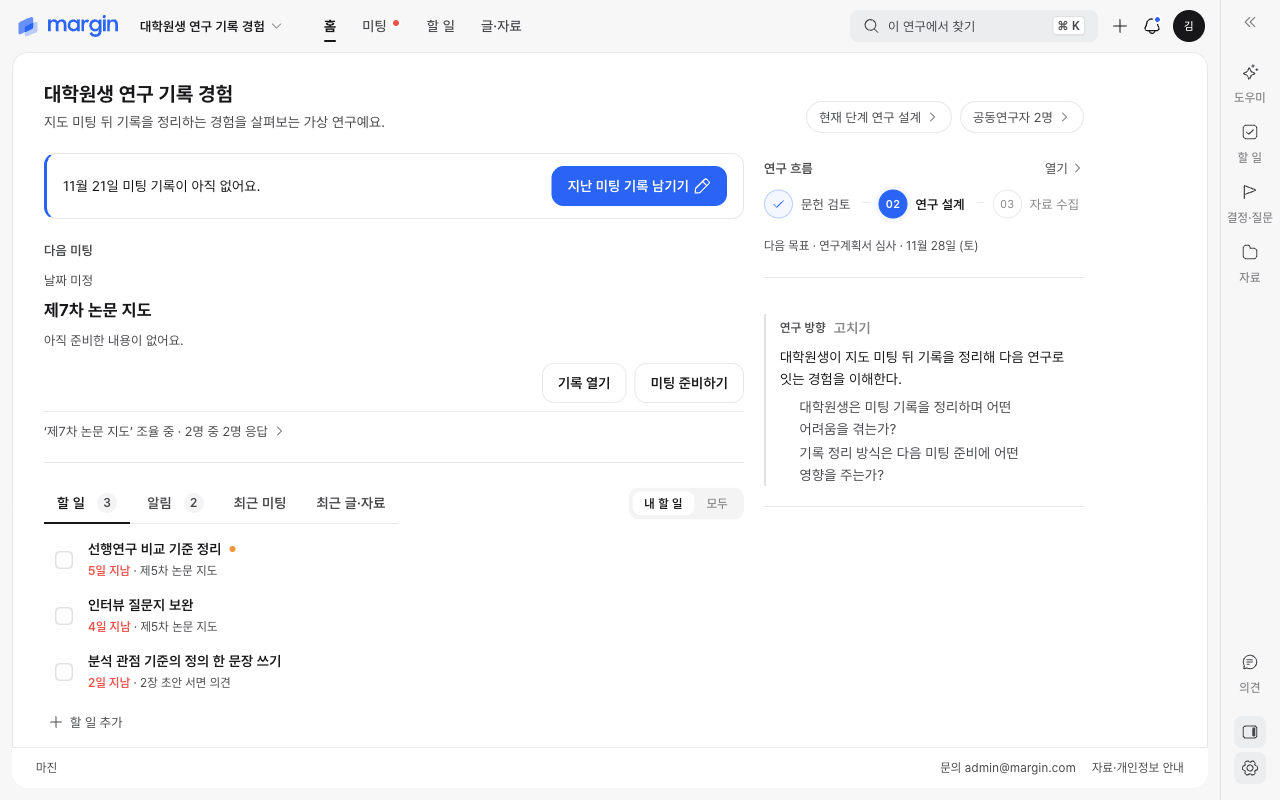 margin
대학원생 연구 기록 경험
홈
미팅
할 일
글·자료
이 연구에서 찾기
⌘ K
김
대학원생 연구 기록 경험
지도 미팅 뒤 기록을 정리하는 경험을 살펴보는 가상 연구예요.
현재 단계 연구 설계
공동연구자 2명
11월 21일 미팅 기록이 아직 없어요.
지난 미팅 기록 남기기
다음 미팅
날짜 미정
제7차 논문 지도
아직 준비한 내용이 없어요.
기록 열기
미팅 준비하기
‘제7차 논문 지도’ 조율 중 · 2명 중 2명 응답
연구 흐름
열기
문헌 검토
02
연구 설계
03
자료 수집
다음 목표 · 연구계획서 심사 · 11월 28일 (토)
연구 방향
고치기
대학원생이 지도 미팅 뒤 기록을 정리해 다음 연구로
잇는 경험을 이해한다.
대학원생은 미팅 기록을 정리하며 어떤
어려움을 겪는가?
기록 정리 방식은 다음 미팅 준비에 어떤
영향을 주는가?
할 일 3
알림 2
최근 미팅
최근 글·자료
내 할 일
모두
선행연구 비교 기준 정리
5일 지남 · 제5차 논문 지도
인터뷰 질문지 보완
4일 지남 · 제5차 논문 지도
분석 관점 기준의 정의 한 문장 쓰기
2일 지남 · 2장 초안 서면 의견
할 일 추가
마진
문의 admin@margin.com
자료·개인정보 안내
도우미
할 일
결정·질문
자료
의견